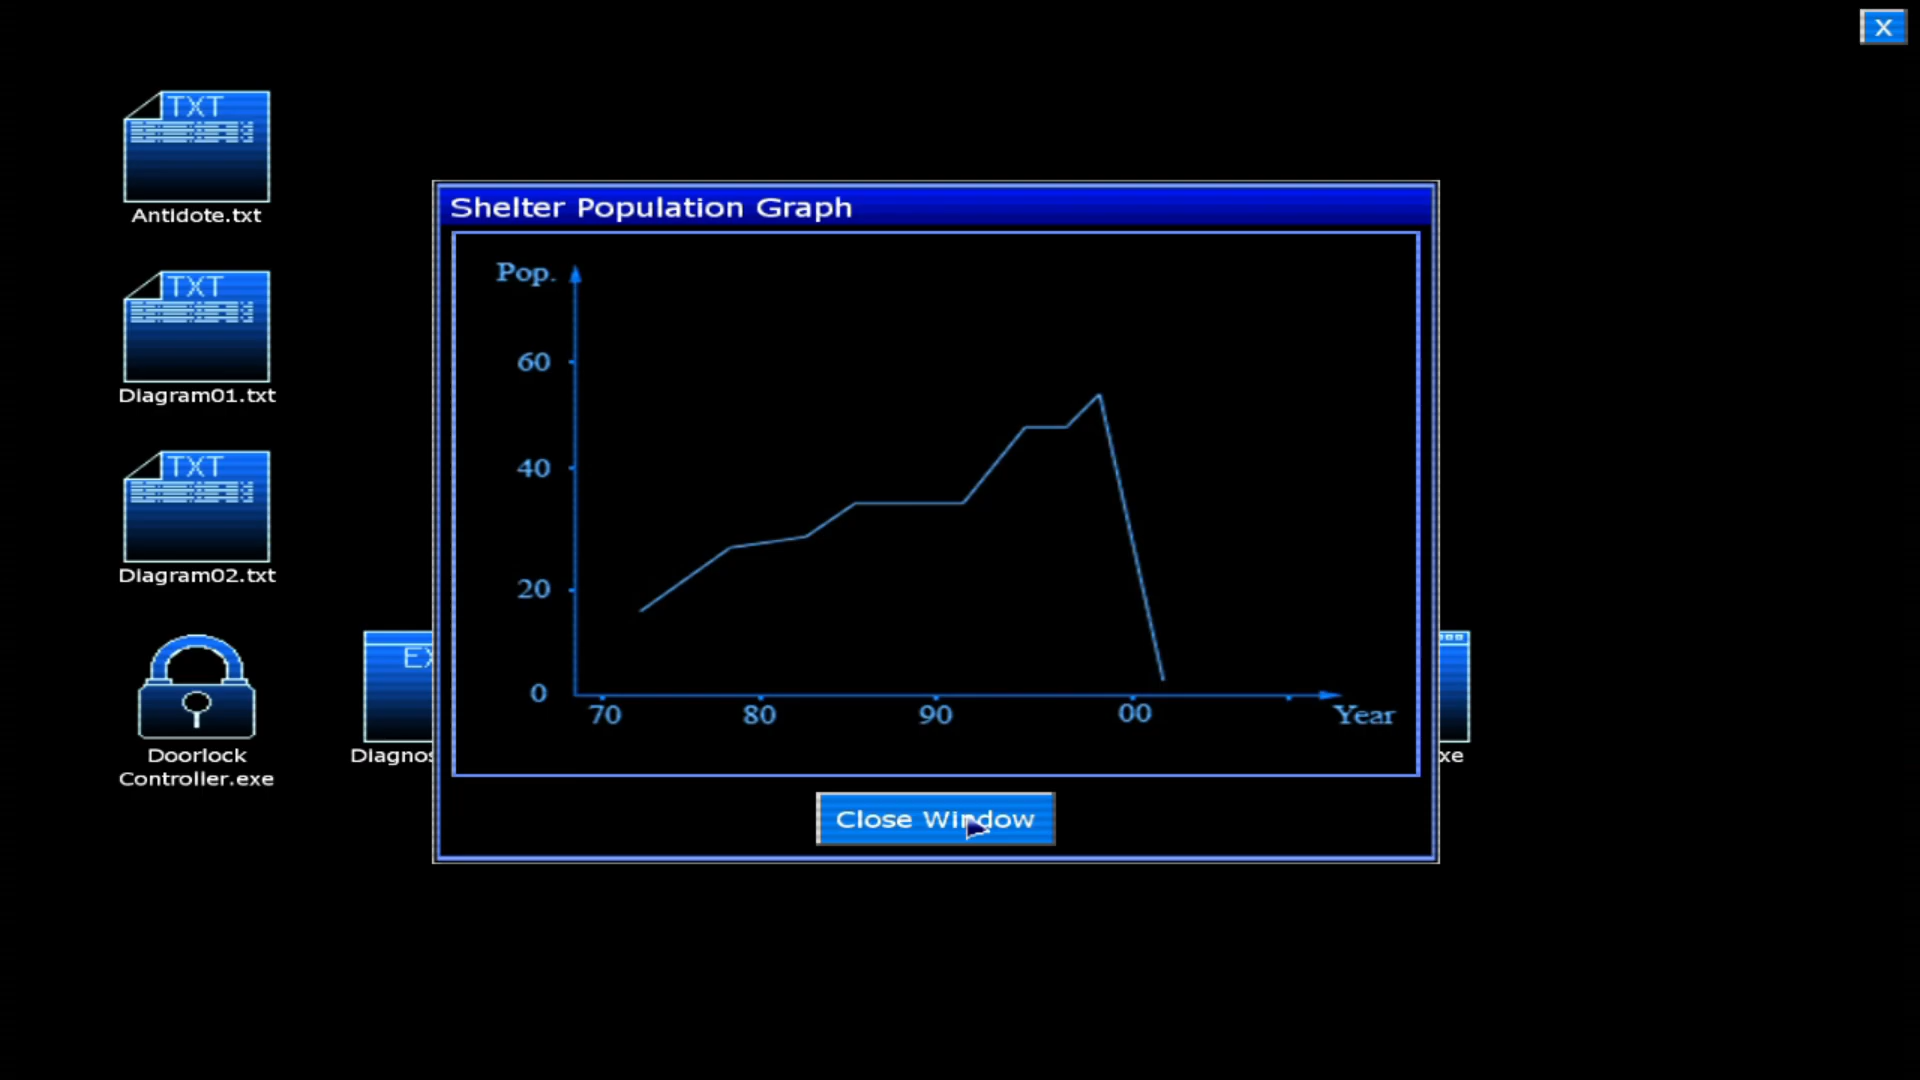 X
TXT
Antidote.txt
TXT
Diagram01.txt
TXT
Diagram02.txt
Doorlock
Controller.exe
Shelter Population Graph
Pop.
60
40
20
0
70 80 90 00 Year
Close Window